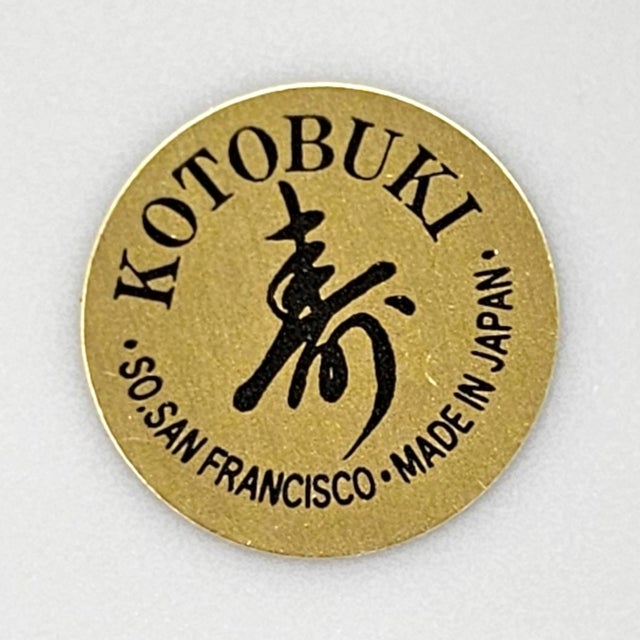 KOTOBUKI
寿
·SO.SAN FRANCISCO·MADE IN JAPAN·